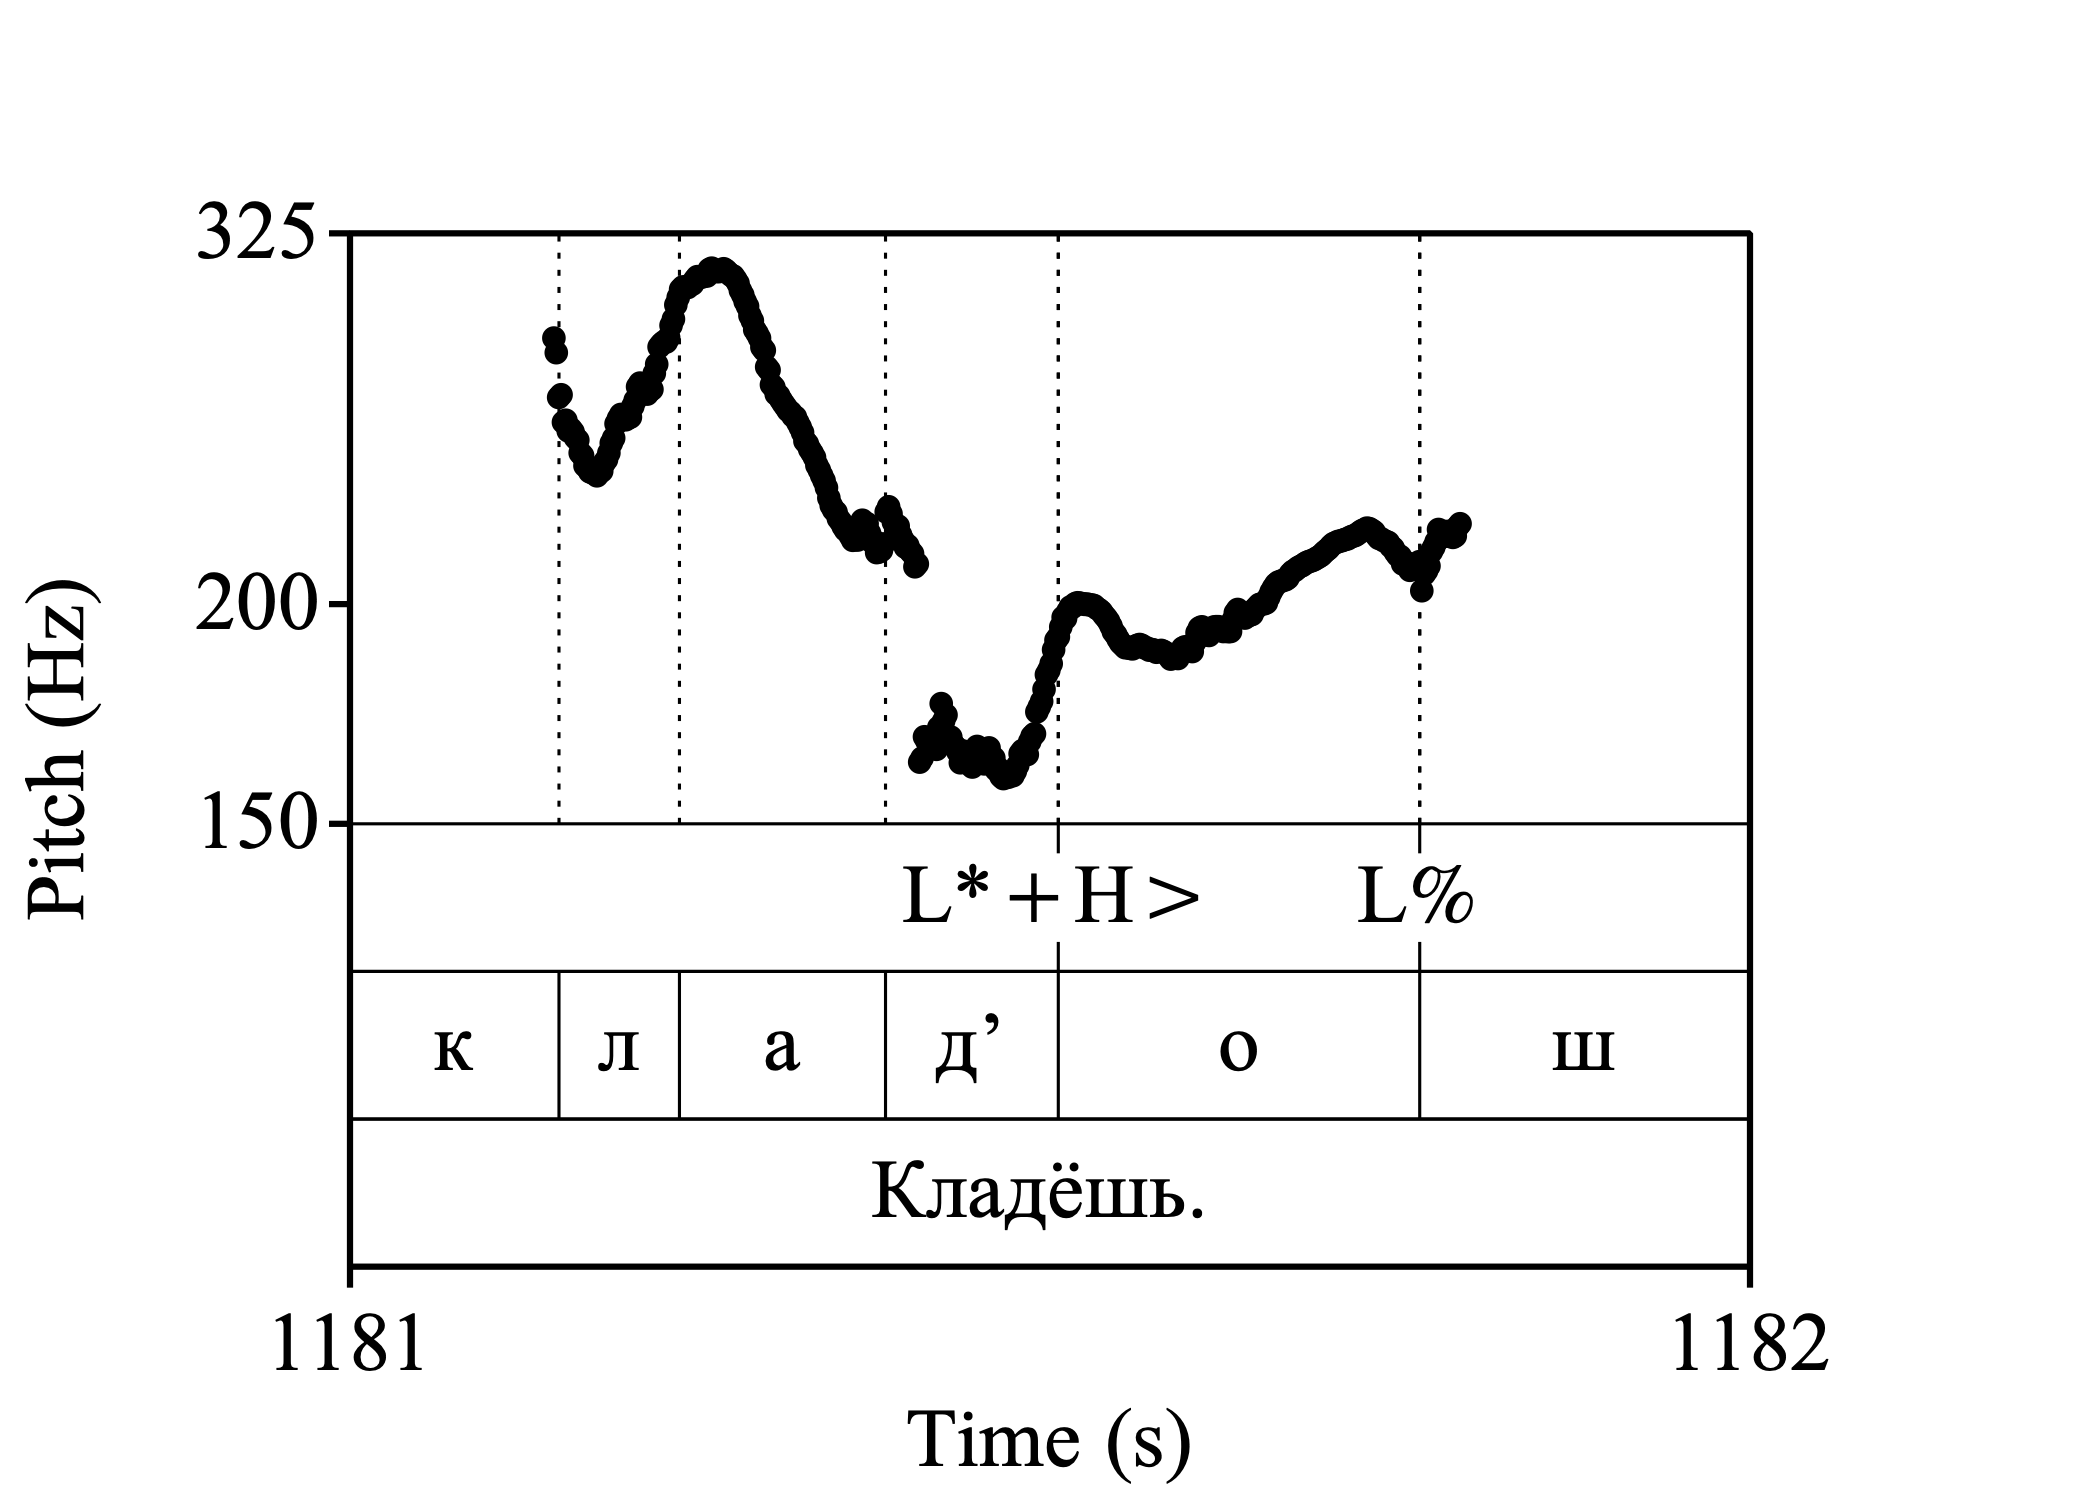 325
200
150
Pitch (Hz)
L*+H> L%
к л а д’ о ш
Кладёшь.
1181 1182
Time (s)